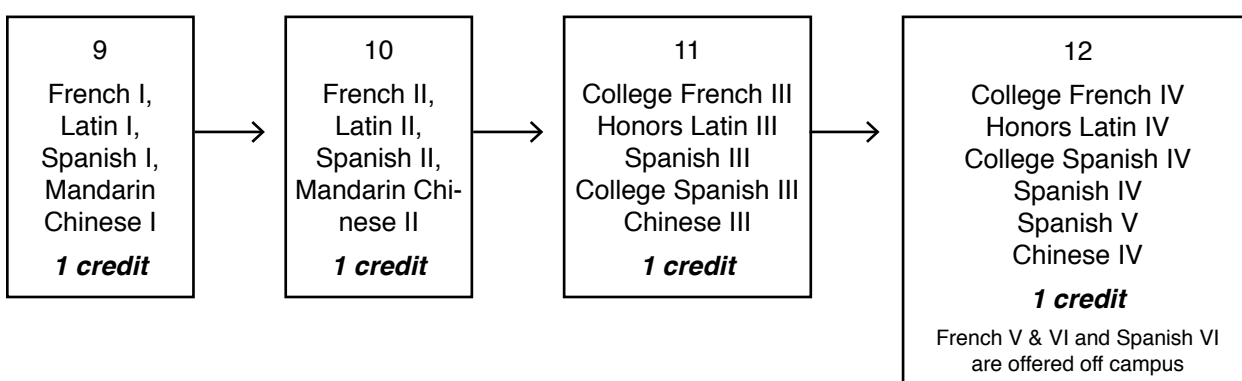 9
French I,
Latin I,
Spanish I,
Mandarin
Chinese I
1 credit
10
French II,
Latin II,
Spanish II,
Mandarin Chi-
nese II
1 credit
11
College French III
Honors Latin III
Spanish III
College Spanish III
Chinese III
1 credit
12
College French IV
Honors Latin IV
College Spanish IV
Spanish IV
Spanish V
Chinese IV
1 credit
French V & VI and Spanish VI
are offered off campus